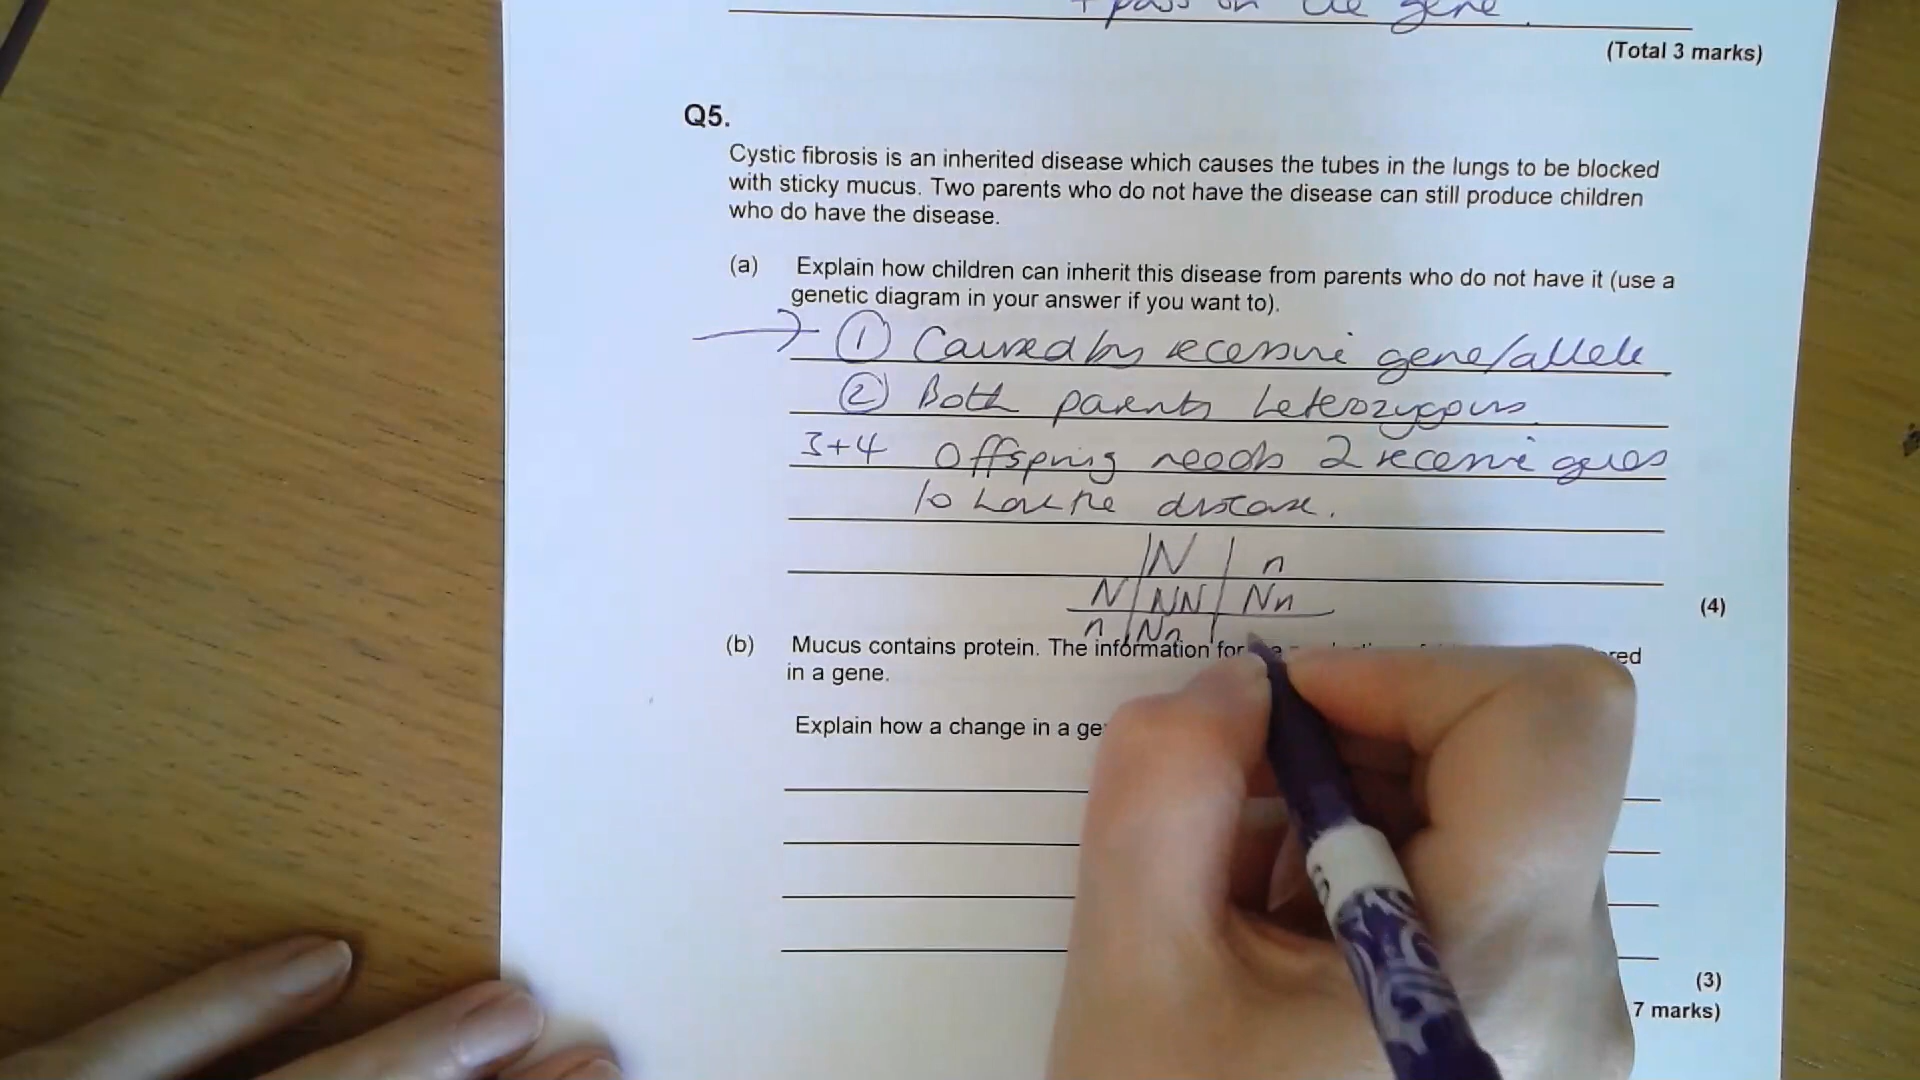 + pass on the gene.
(Total 3 marks)
Q5.
Cystic fibrosis is an inherited disease which causes the tubes in the lungs to be blocked
with sticky mucus. Two parents who do not have the disease can still produce children
who do have the disease.
(a) Explain how children can inherit this disease from parents who do not have it (use a
genetic diagram in your answer if you want to).
→ ① Caused by recessive gene/allele
② Both parents heterozygous.
3+4 Offspring needs 2 recessive genes
to have the disease.
N n
N NN Nn
n Nn
(4)
(b) Mucus contains protein. The information for
red
in a gene.
Explain how a change in a ge
(3)
7 marks)